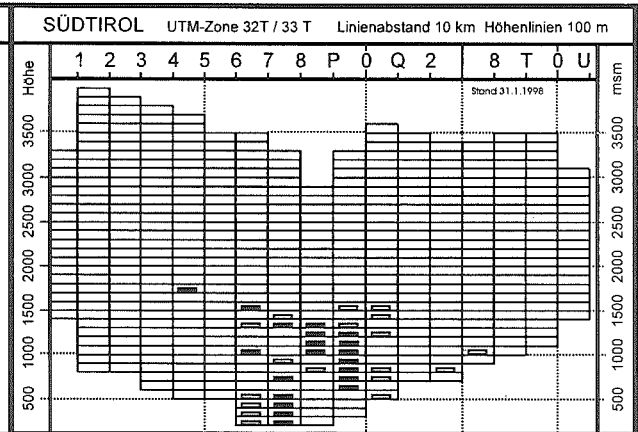 SÜDTIROL UTM-Zone 32T / 33 T Linienabstand 10 km Höhenlinien 100 m
1 2 3 4 5 6 7 8 P 0 Q 2 1 8 T 0 U
Höhe
msm
Stand 31.1.1998
3500 3500
3000 3000
2500 2500
2000 2000
1500 1500
1000 1000
500 500